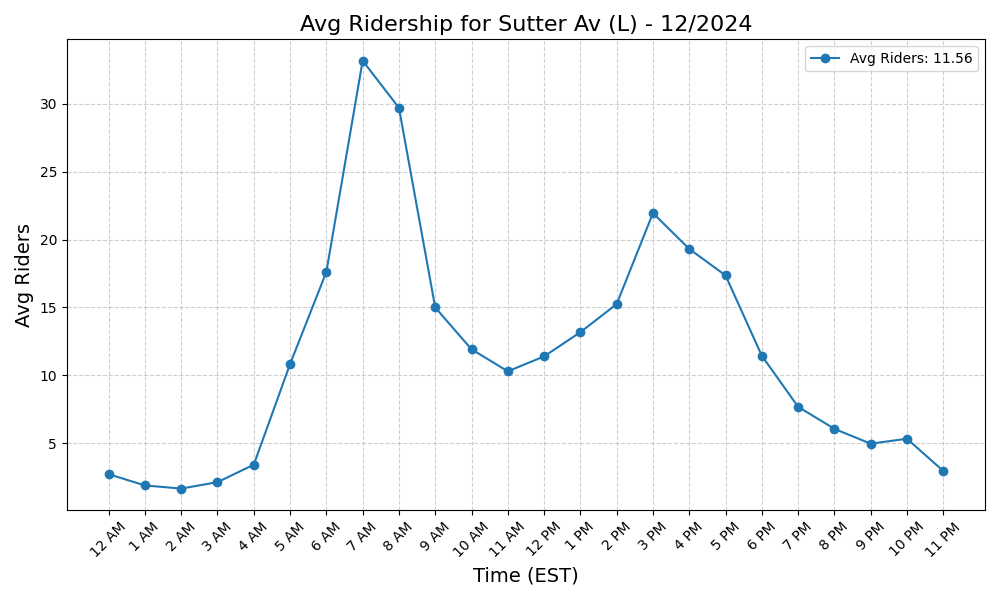 Avg Ridership for Sutter Av (L) - 12/2024
Avg Riders: 11.56
Avg Riders
30
25
20
15
10
5
12 AM
1 AM
2 AM
3 AM
4 AM
5 AM
6 AM
7 AM
8 AM
9 AM
10 AM
11 AM
12 PM
1 PM
2 PM
3 PM
4 PM
5 PM
6 PM
7 PM
8 PM
9 PM
10 PM
11 PM
Time (EST)